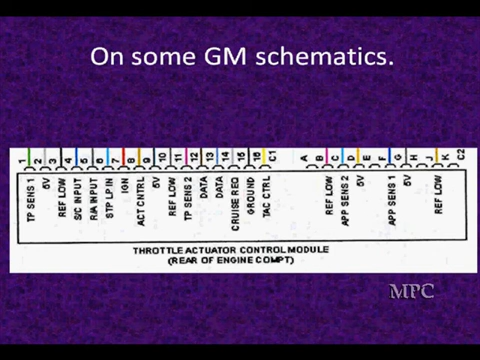 On some GM schematics.
1 2 3 4 5 6 7 8 9 10 11 12 13 14 15 16 C1 A B C D E F G H J K C2
TP SENS 1
5V
REF LOW
S/C INPUT
R/A INPUT
STP LP IN
IGN
ACT CNTRL
5V
REF LOW
TP SENS 2
DATA
DATA
CRUISE REQ
GROUND
TAC CTRL
REF LOW
APP SENS 2
5V
APP SENS 1
5V
REF LOW
THROTTLE ACTUATOR CONTROL MODULE
(REAR OF ENGINE COMPT)
MPC